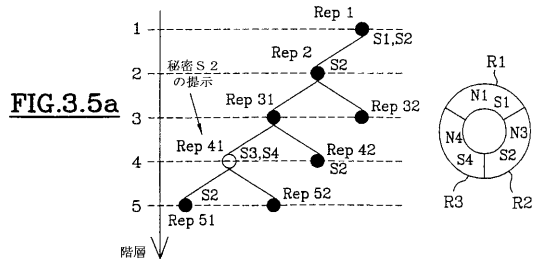 FIG.3.5a
1
Rep 1
S1,S2
Rep 2
2
S2
秘密S2
の提示
Rep 31
Rep 32
3
Rep 41
S3,S4
Rep 42
4
S2
S2
Rep 52
5
Rep 51
階層
R1
N1
S1
N4
N3
S4
S2
R3
R2